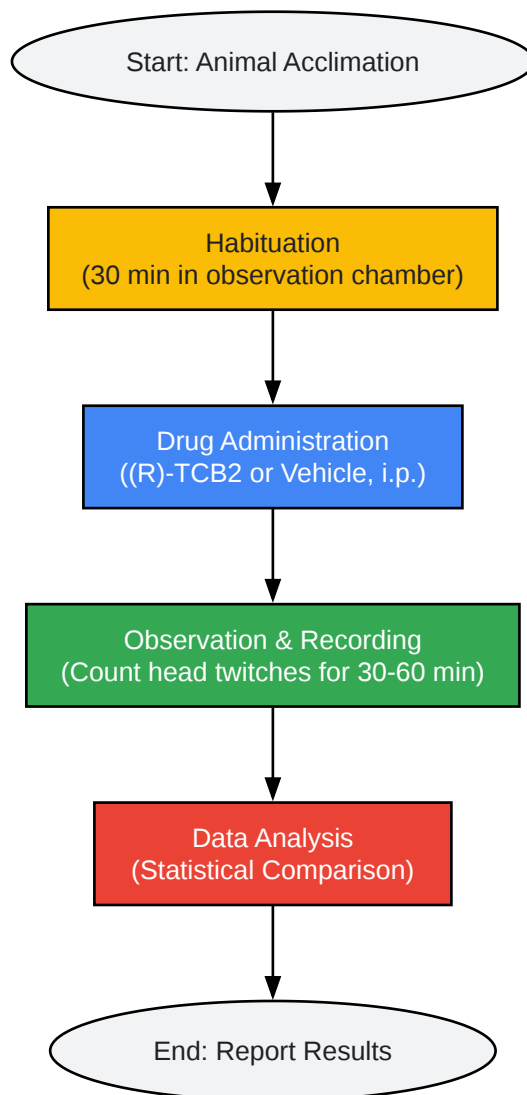 Start: Animal Acclimation
Habituation
(30 min in observation chamber)
Drug Administration
((R)-TCB2 or Vehicle, i.p.)
Observation & Recording
(Count head twitches for 30-60 min)
Data Analysis
(Statistical Comparison)
End: Report Results